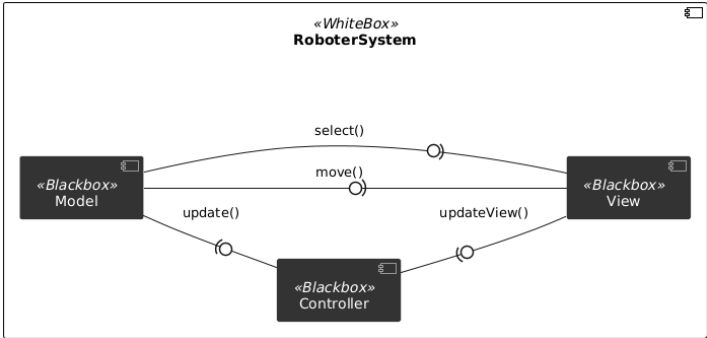 «WhiteBox»
RoboterSystem
select()
move()
«Blackbox»
Model
«Blackbox»
View
update()
updateView()
«Blackbox»
Controller